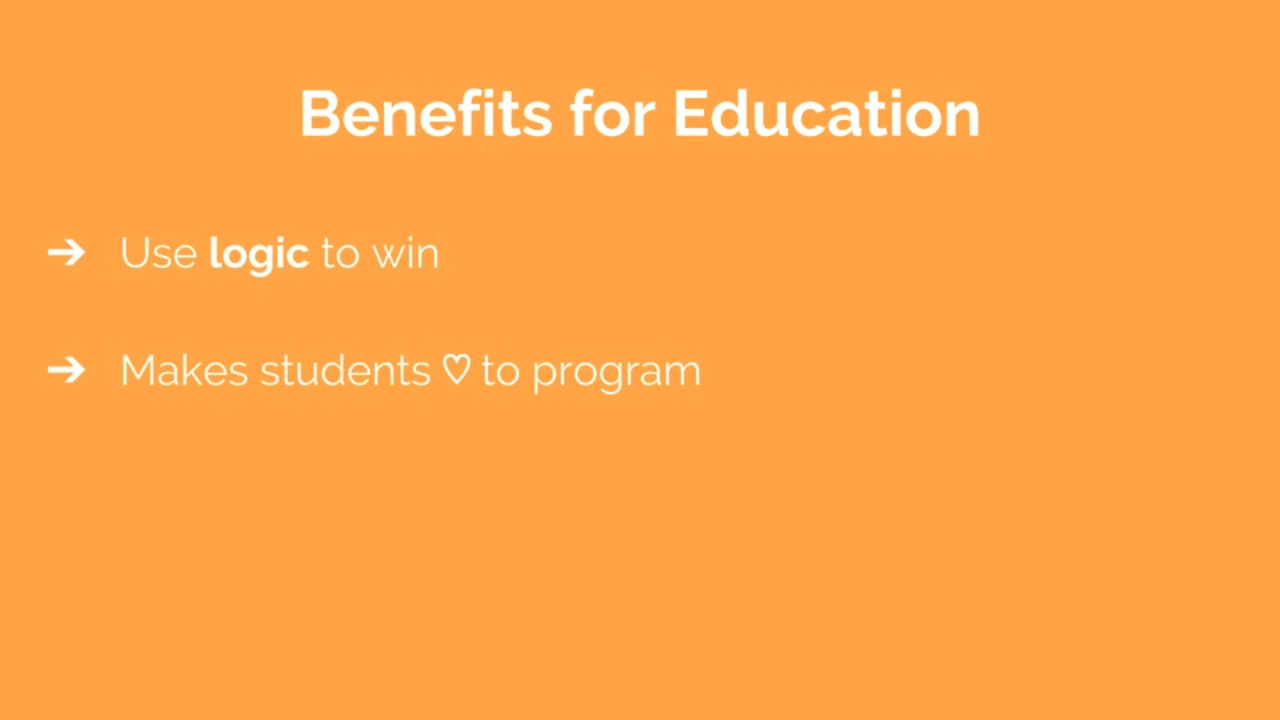 Benefits for Education
➔ Use logic to win
➔ Makes students ♡ to program